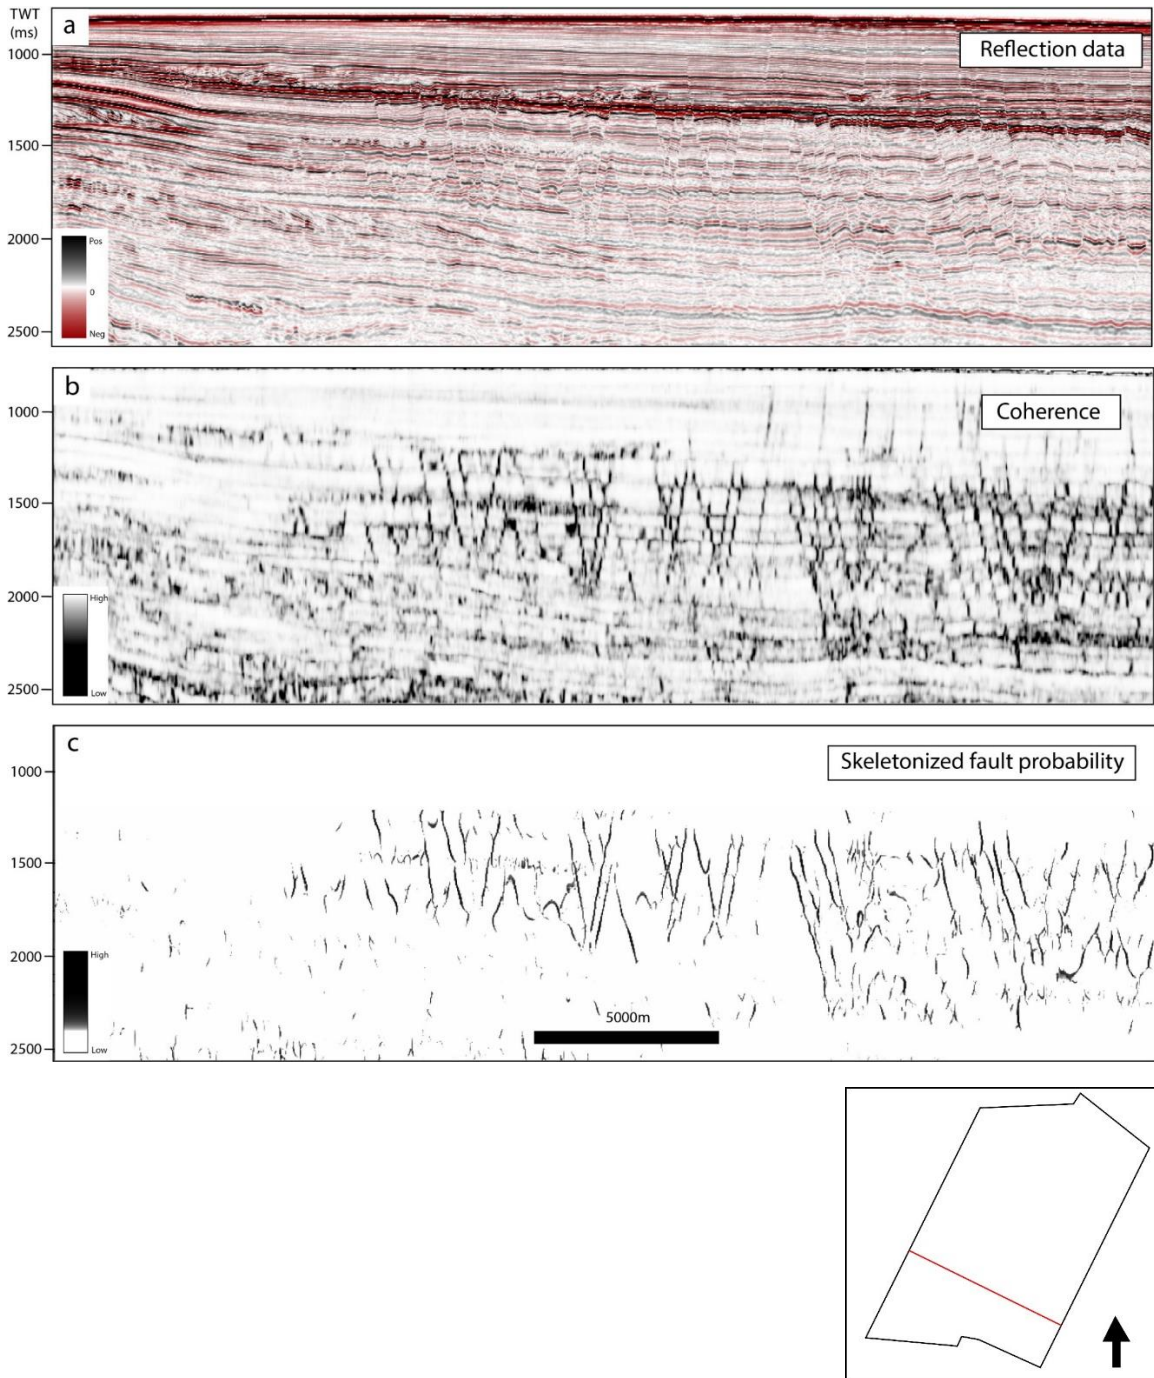 TWT
(ms)
a
Reflection data
1000
1500
2000
2500
Pos
0
Neg
b
Coherence
1000
1500
2000
2500
High
Low
c
Skeletonized fault probability
1000
1500
2000
2500
High
Low
5000m